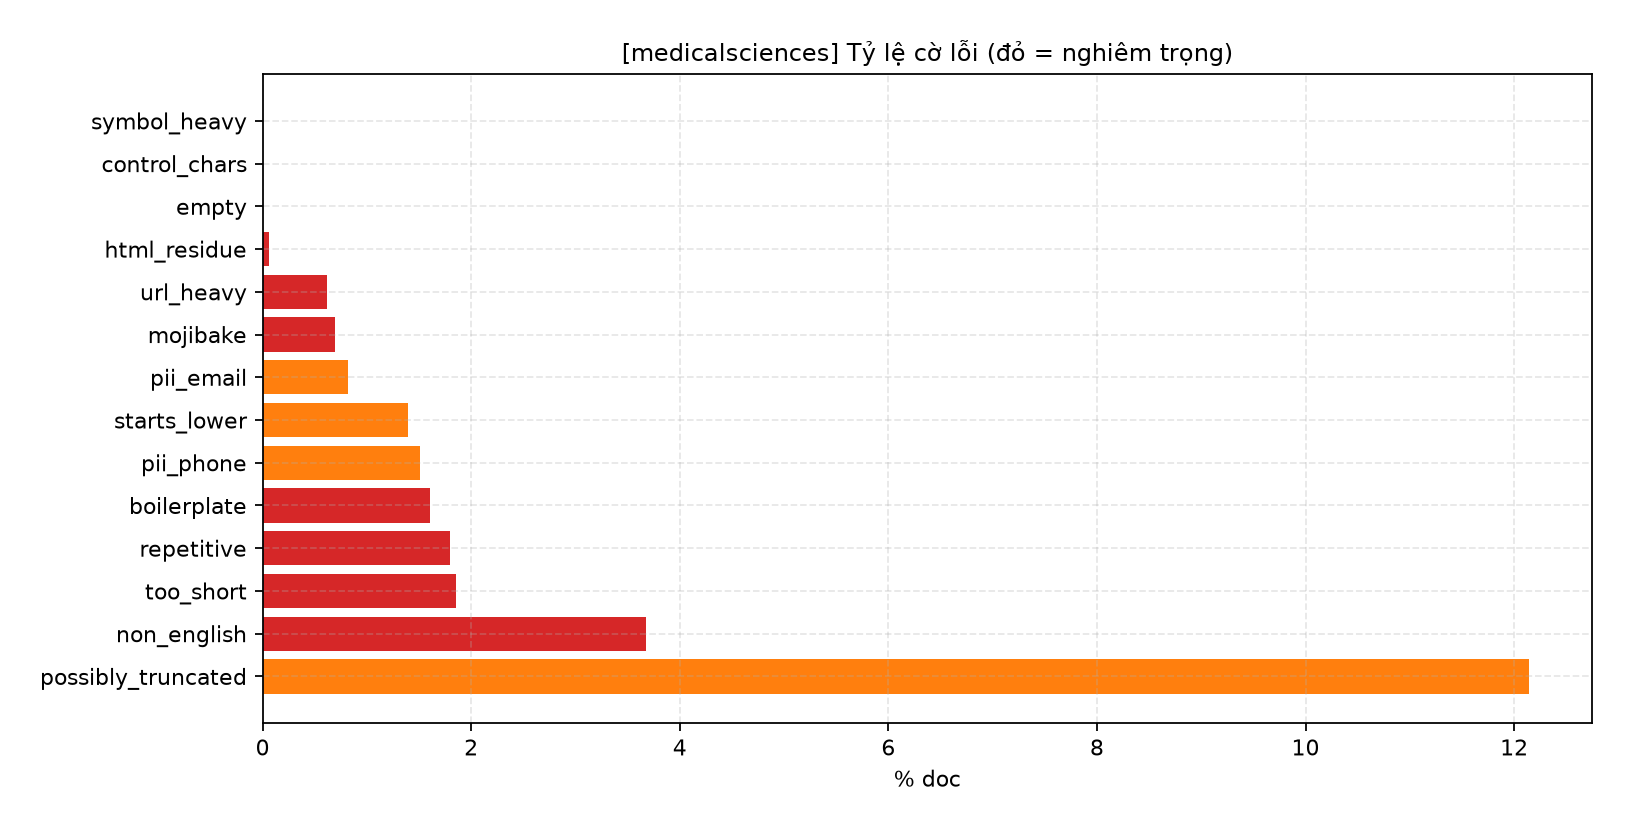 [medicalsciences] Tỷ lệ cờ lỗi (đỏ = nghiêm trọng)
symbol_heavy
control_chars
empty
html_residue
url_heavy
mojibake
pii_email
starts_lower
pii_phone
boilerplate
repetitive
too_short
non_english
possibly_truncated
0 2 4 6 8 10 12
% doc